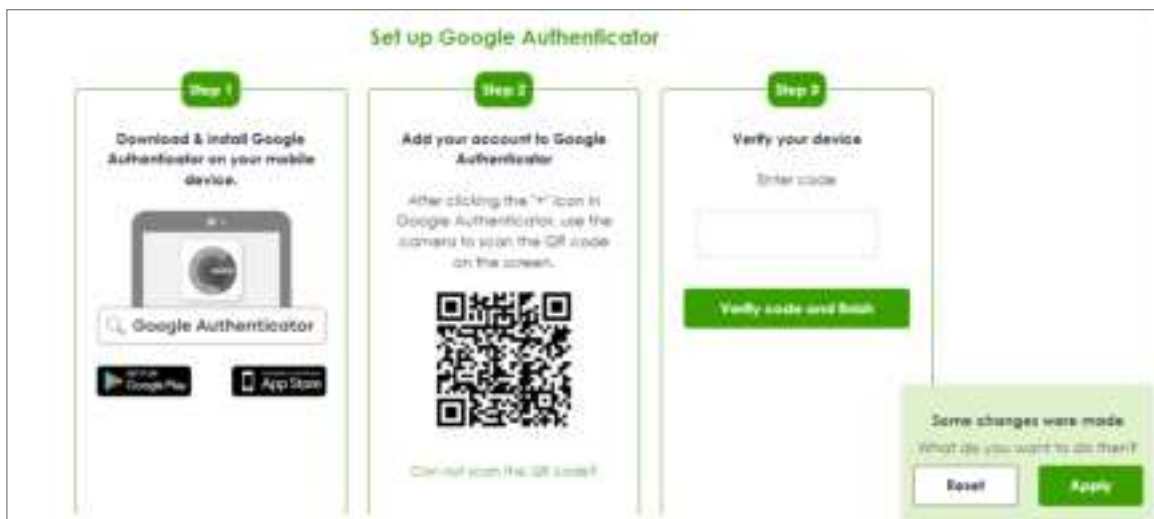 Set up Google Authenticator
Step 1
Download & install Google
Authenticator on your mobile
device.
Google Authenticator
GET IT ON
Google Play
App Store
Step 2
Add your account to Google
Authenticator
After clicking the "+" icon in
Google Authenticator, use the
camera to scan the QR code
on the screen.
Can not scan the QR code?
Step 3
Verify your device
Enter code
Verify code and finish
Some changes were made
What do you want to do then?
Reset
Apply